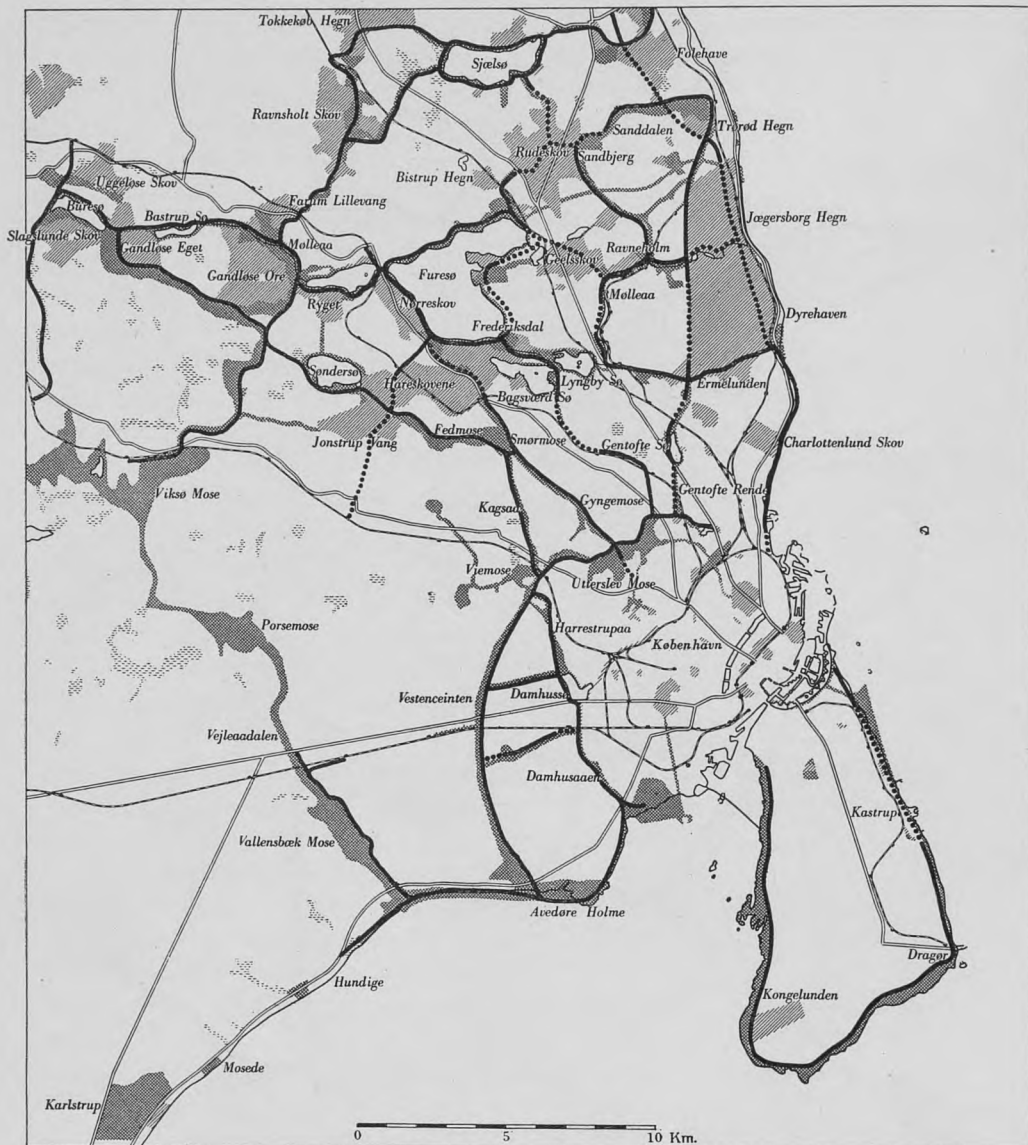 Tokkekøb Hegn
Folehave
Sjælsø
Ravnsholt Skov
Sanddalen
Trørød Hegn
Rudeskov
Sandbjerg
Bistrup Hegn
Uggeløse Skov
Farum Lillevang
Buresø
Bastrup Sø
Jægersborg Hegn
Slagslunde Skov
Gandløse Eget
Mølleaa
Ravneholm
Geelsskov
Gandløse Ore
Furesø
Ryget
Nørreskov
Mølleaa
Dyrehaven
Frederiksdal
Søndersø
Hareskovene
Lyngby Sø
Ermelunden
Bagsværd Sø
Jonstrup Vang
Fedmose
Smørmose
Gentofte Sø
Charlottenlund Skov
Viksø Mose
Gyngemose
Gentofte Rende
Kagsaa
Vjemose
Utterslev Mose
Porsemose
Harrestrupaa
København
Vestenceinten
Damhussø
Vejleaadalen
Damhusaaen
Kastrup
Vallensbæk Mose
Avedøre Holme
Dragør
Hundige
Kongelunden
Mosede
Karlstrup
0 5 10 Km.